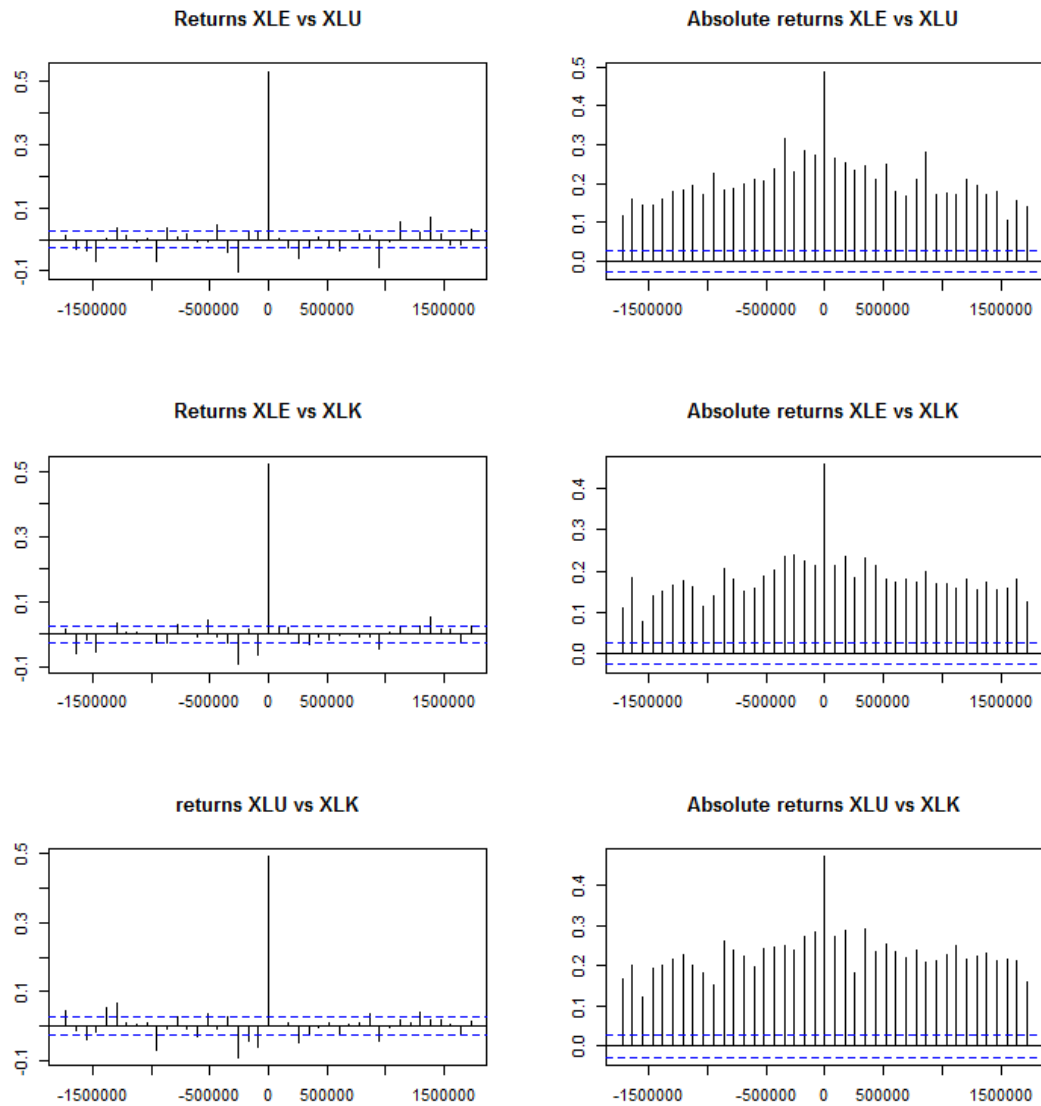 Returns XLE vs XLU
0.5
0.3
0.1
-0.1
-1500000 -500000 0 500000 1500000
Absolute returns XLE vs XLU
0.5
0.4
0.3
0.2
0.1
0.0
-1500000 -500000 0 500000 1500000
Returns XLE vs XLK
0.5
0.3
0.1
-0.1
-1500000 -500000 0 500000 1500000
Absolute returns XLE vs XLK
0.4
0.3
0.2
0.1
0.0
-1500000 -500000 0 500000 1500000
returns XLU vs XLK
0.5
0.3
0.1
-0.1
-1500000 -500000 0 500000 1500000
Absolute returns XLU vs XLK
0.4
0.3
0.2
0.1
0.0
-1500000 -500000 0 500000 1500000